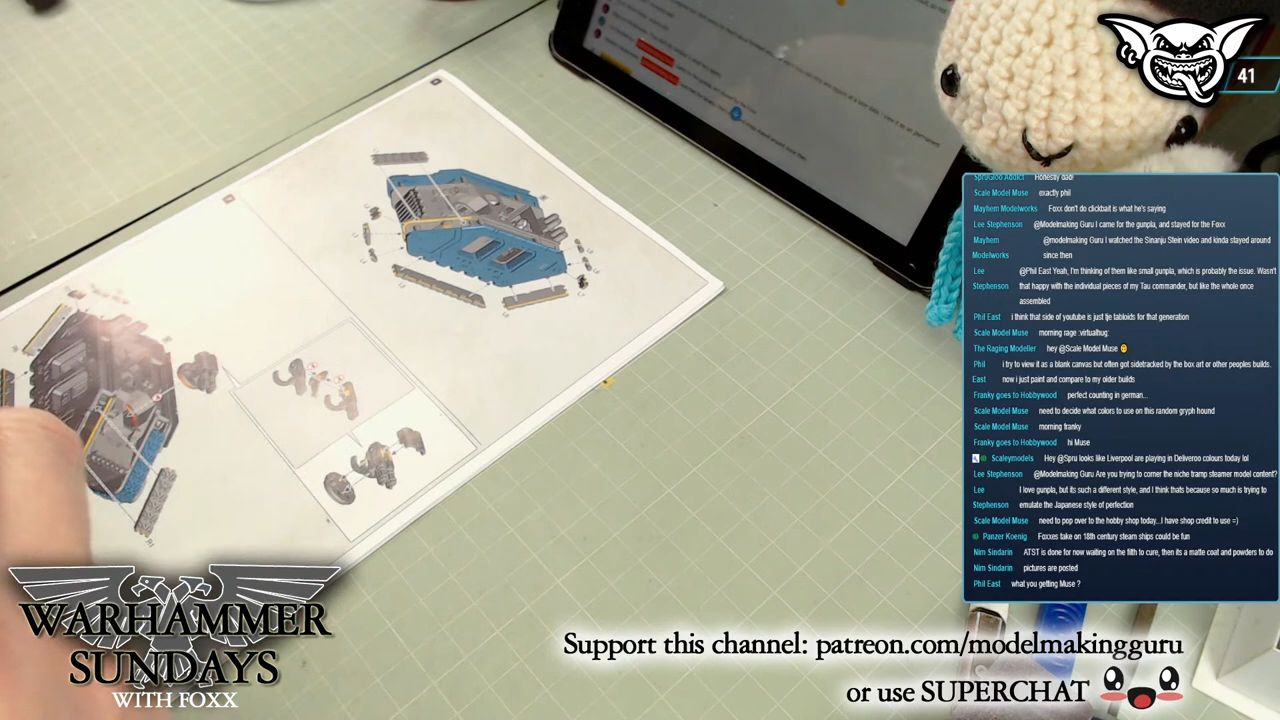 41
SpruGloo Addict Honestly dad!
Scale Model Muse exactly phil
Mayhem Modelworks Foxx don't do clickbait is what he's saying
Lee Stephenson @Modelmaking Guru I came for the gunpla, and stayed for the Foxx
Mayhem @modelmaking Guru I watched the Sinanju Stein video and kinda stayed around
Modelworks since then
Lee @Phil East Yeah, I'm thinking of them like small gunpla, which is probably the issue. Wasn't
Stephenson that happy with the individual pieces of my Tau commander, but like the whole once
assembled
Phil East i think that side of youtube is just tje tabloids for that generation
Scale Model Muse morning rage :virtualhug:
The Raging Modeller hey @Scale Model Muse
Phil i try to view it as a blank canvas but often got sidetracked by the box art or other peoples builds.
East now i just paint and compare to my older builds
Franky goes to Hobbywood perfect counting in german...
Scale Model Muse need to decide what colors to use on this random gryph hound
Scale Model Muse morning franky
Franky goes to Hobbywood hi Muse
Scaleymodels Hey @Spru looks like Liverpool are playing in Deliveroo colours today lol
Lee Stephenson @Modelmaking Guru Are you trying to corner the niche tramp steamer model content?
Lee I love gunpla, but its such a different style, and I think thats because so much is trying to
Stephenson emulate the Japanese style of perfection
Scale Model Muse need to pop over to the hobby shop today...I have shop credit to use =)
Panzer Koenig Foxxes take on 18th century steam ships could be fun
Nim Sindarin ATST is done for now waiting on the filth to cure, then its a matte coat and powders to do
Nim Sindarin pictures are posted
Phil East what you getting Muse ?
WARHAMMER
SUNDAYS
WITH FOXX
Support this channel: patreon.com/modelmakingguru
or use SUPERCHAT